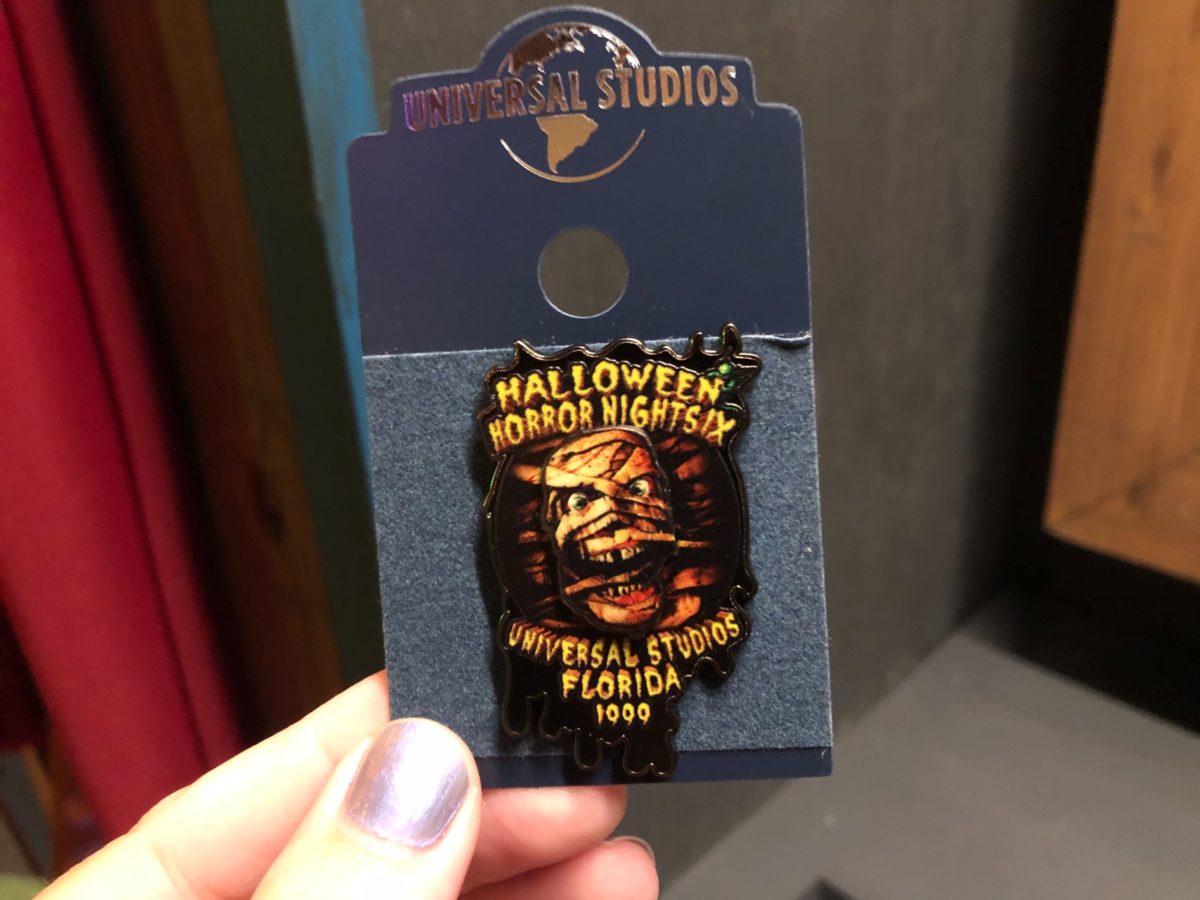 UNIVERSAL STUDIOS
HALLOWEEN
HORROR NIGHTS IX
UNIVERSAL STUDIOS
FLORIDA
1999